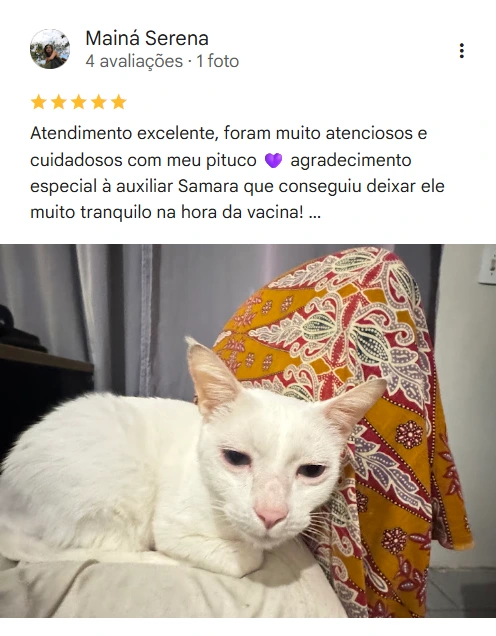 Mainá Serena
4 avaliações · 1 foto
Atendimento excelente, foram muito atenciosos e
cuidadosos com meu pituco 💜 agradecimento
especial à auxiliar Samara que conseguiu deixar ele
muito tranquilo na hora da vacina! ...